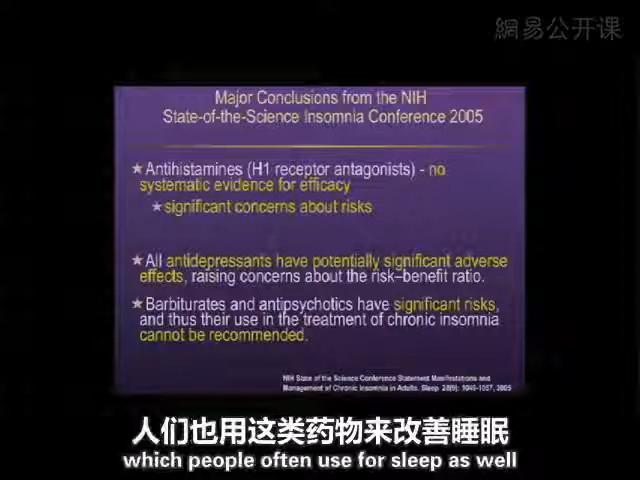 網易公开课
Major Conclusions from the NIH
State-of-the-Science Insomnia Conference 2005
★Antihistamines (H1 receptor antagonists) - no
systematic evidence for efficacy
★significant concerns about risks
★All antidepressants have potentially significant adverse
effects, raising concerns about the risk–benefit ratio.
★Barbiturates and antipsychotics have significant risks,
and thus their use in the treatment of chronic insomnia
cannot be recommended.
NIH State of the Science Conference Statement Manifestations and
Management of Chronic Insomnia in Adults. Sleep. 28(9): 1049-1057, 2005
人们也用这类药物来改善睡眠
which people often use for sleep as well